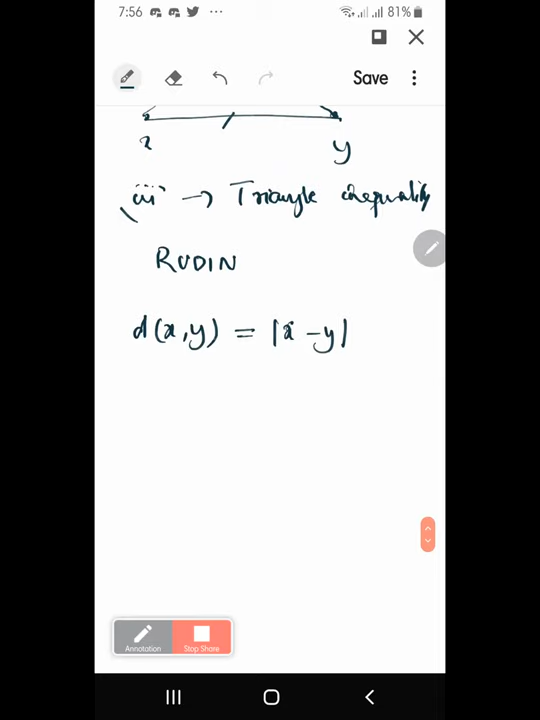 7:56 ... 81%
Save
x y
(iii) → Triangle inequality
RUDIN
d(x,y) = |x-y|
Annotation Stop Share